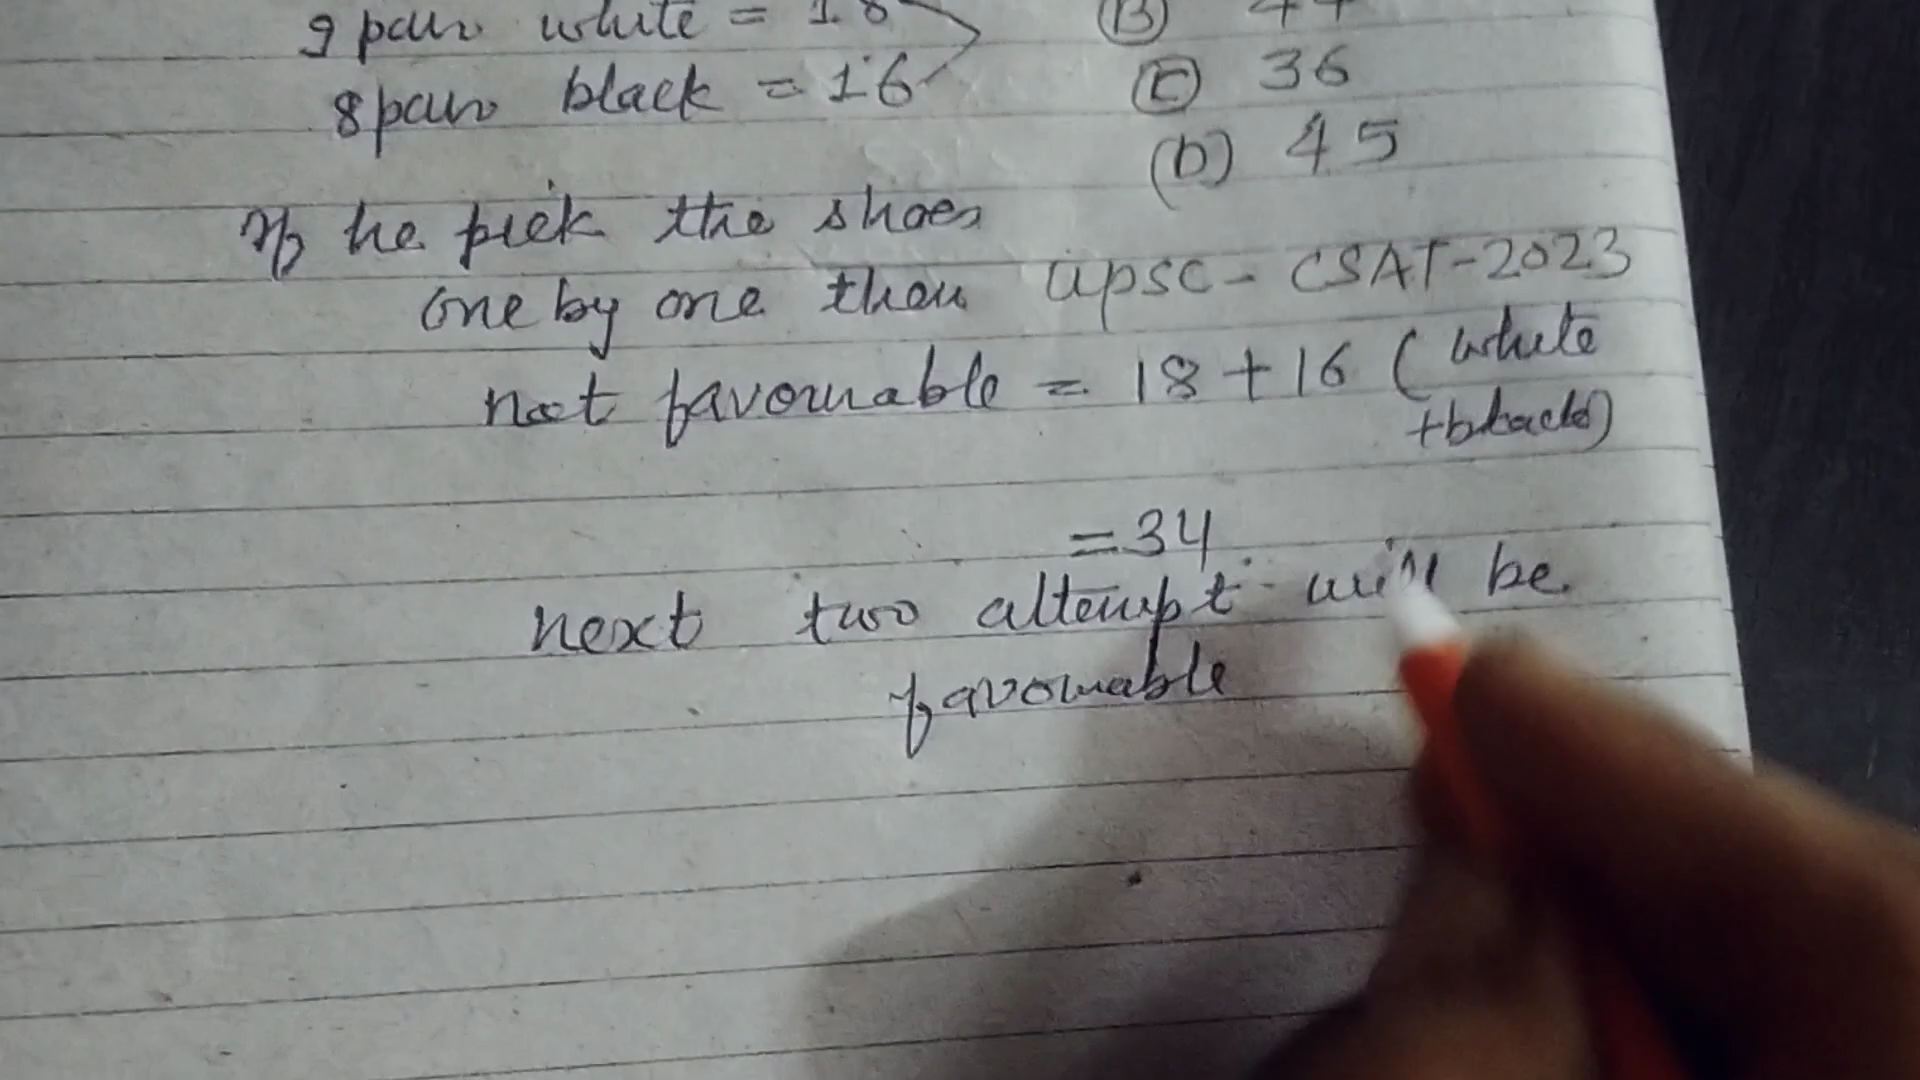 9 pair white = 18
(B) 44
8 pair black = 16
(C) 36
(D) 45
If he pick the shoes
one by one then
UPSC - CSAT-2023
not favourable = 18 + 16 ( white
+ black)
= 34
next two attempt will be
favourable